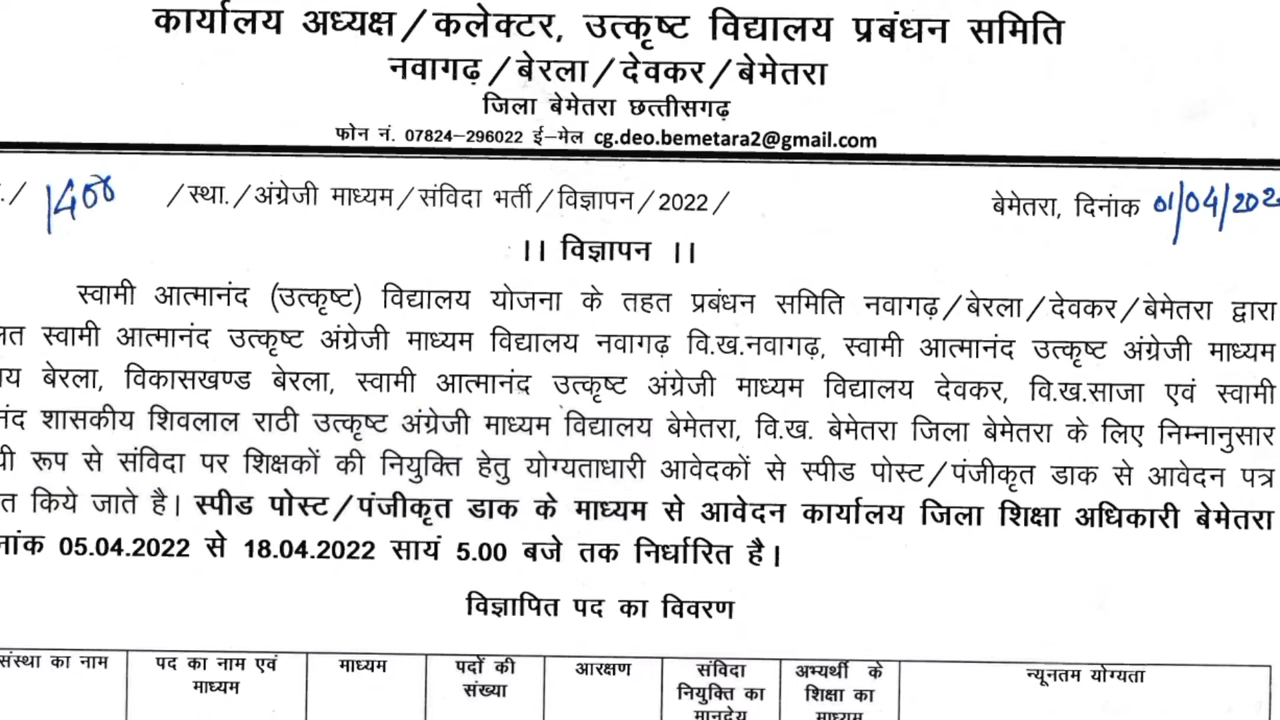 कार्यालय अध्यक्ष/कलेक्टर, उत्कृष्ट विद्यालय प्रबंधन समिति
नवागढ़/बेरला/देवकर/बेमेतरा
जिला बेमेतरा छत्तीसगढ़
फोन नं. 07824–296022 ई–मेल cg.deo.bemetara2@gmail.com
/ 1400 /स्था./अंग्रेजी माध्यम/संविदा भर्ती/विज्ञापन/2022/ बेमेतरा, दिनांक 01/04/202
।। विज्ञापन ।।
स्वामी आत्मानंद (उत्कृष्ट) विद्यालय योजना के तहत प्रबंधन समिति नवागढ़/बेरला/देवकर/बेमेतरा द्वारा
स्वामी आत्मानंद उत्कृष्ट अंग्रेजी माध्यम विद्यालय नवागढ़ वि.ख.नवागढ़, स्वामी आत्मानंद उत्कृष्ट अंग्रेजी माध्यम
बेरला, विकासखण्ड बेरला, स्वामी आत्मानंद उत्कृष्ट अंग्रेजी माध्यम विद्यालय देवकर, वि.ख.साजा एवं स्वामी
शासकीय शिवलाल राठी उत्कृष्ट अंग्रेजी माध्यम विद्यालय बेमेतरा, वि.ख. बेमेतरा जिला बेमेतरा के लिए निम्नानुसार
रूप से संविदा पर शिक्षकों की नियुक्ति हेतु योग्यताधारी आवेदकों से स्पीड पोस्ट/पंजीकृत डाक से आवेदन पत्र
किये जाते है। स्पीड पोस्ट/पंजीकृत डाक के माध्यम से आवेदन कार्यालय जिला शिक्षा अधिकारी बेमेतरा
05.04.2022 से 18.04.2022 सायं 5.00 बजे तक निर्धारित है।
विज्ञापित पद का विवरण
संस्था का नाम पद का नाम एवं माध्यम पदों की आरक्षण संविदा अभ्यर्थी के न्यूनतम योग्यता
माध्यम संख्या नियुक्ति का शिक्षा का
मानदेय माध्यम